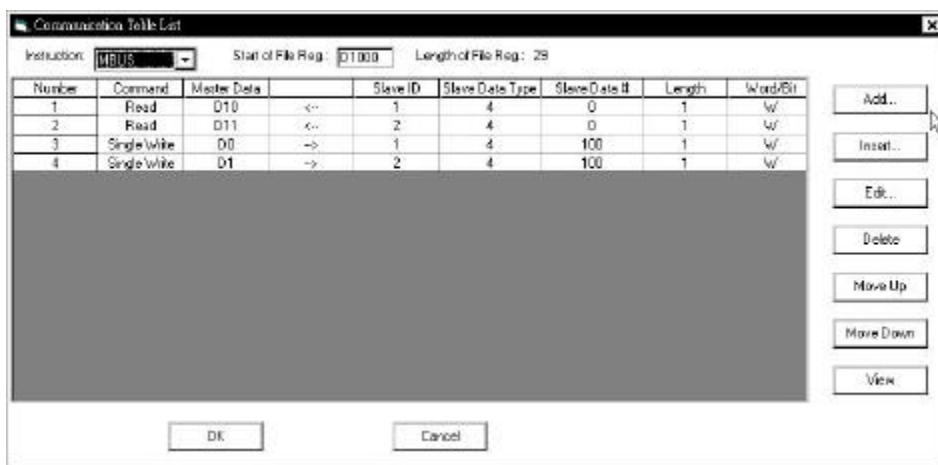 Communication Table List
Instruction: MBUS Start of File Reg.: D1000 Length of File Reg.: 29
Number Command Master Data Slave ID Slave Data Type Slave Data # Length Word/Bit
1 Read D10 <-- 1 4 0 1 W
2 Read D11 <-- 2 4 0 1 W
3 Single Write D0 --> 1 4 100 1 W
4 Single Write D1 --> 2 4 100 1 W
Add...
Insert...
Edit...
Delete
Move Up
Move Down
View
OK Cancel